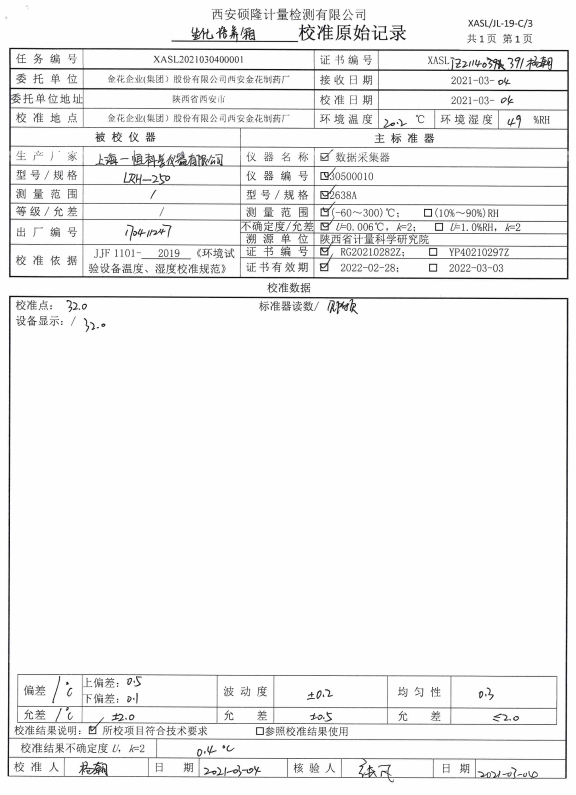 西安硕隆计量检测有限公司
生化培养箱 校准原始记录
XASL/JL-19-C/3
共1页 第1页
任务编号 XASL2021030400001 证书编号 XASL
委托单位 金花企业(集团)股份有限公司西安金花制药厂 接收日期 2021-03-04
委托单位地址 陕西省西安市 校准日期 2021-03-04
校准地点 金花企业(集团)股份有限公司西安金花制药厂 环境温度 20.2 ℃ 环境湿度 49 %RH
被校仪器 主标准器
生产厂家 上海一恒科学仪器有限公司 仪器名称 ☑数据采集器
型号/规格 LRH-250 仪器编号 ☑30500010
测量范围 / 型号/规格 ☑2638A
等级/允差 / 测量范围 ☑(-60～300)℃; □(10%～90%)RH
出厂编号 170411247 不确定度/允差 ☑U=0.006℃, k=2; □ U=1.0%RH, k=2
溯源单位 陕西省计量科学研究院
校准依据 JJF 1101- 2019 《环境试验设备温度、湿度校准规范》 证书编号 ☑ RG20210282Z; □ YP40210297Z
证书有效期 ☑ 2022-02-28; □ 2022-03-03
校准数据
校准点: 32.0 标准器读数/ 附页
设备显示: / 32.0
偏差/℃ 上偏差: 0.5 下偏差: 0.1 波动度 ±0.2 均匀性 0.3
允差/℃ ±2.0 允差 ±0.5 允差 ≤2.0
校准结果说明: ☑ 所校项目符合技术要求 □参照校准结果使用
校准结果不确定度 U, k=2 0.4 ℃
校准人 日期 2021-03-04 核验人 日期 2021-03-04